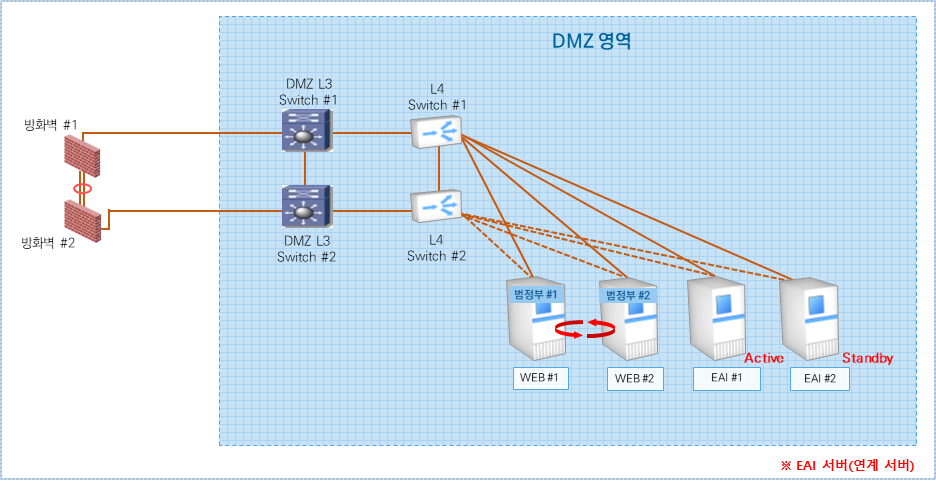 DMZ 영역
DMZ L3
Switch #1
L4
Switch #1
방화벽 #1
방화벽 #2
DMZ L3
Switch #2
L4
Switch #2
범정부 #1
범정부 #2
Active
Standby
WEB #1
WEB #2
EAI #1
EAI #2
※ EAI 서버(연계 서버)